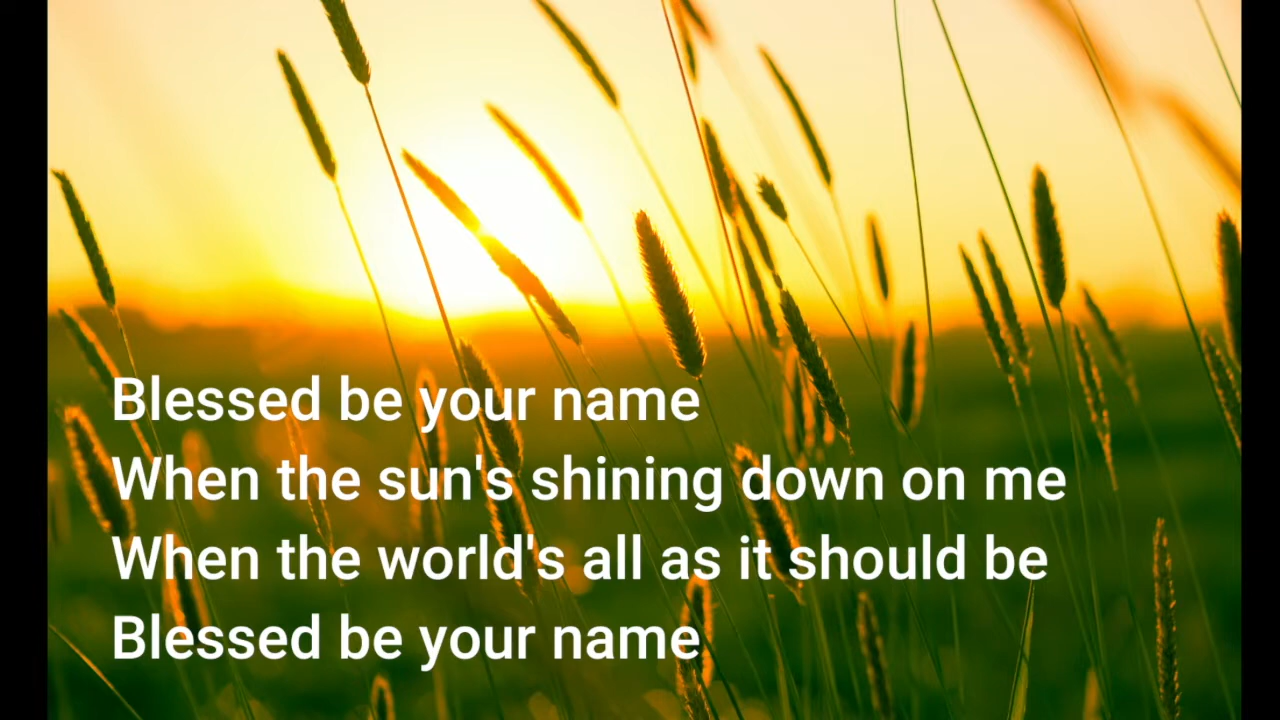 Blessed be your name
When the sun's shining down on me
When the world's all as it should be
Blessed be your name